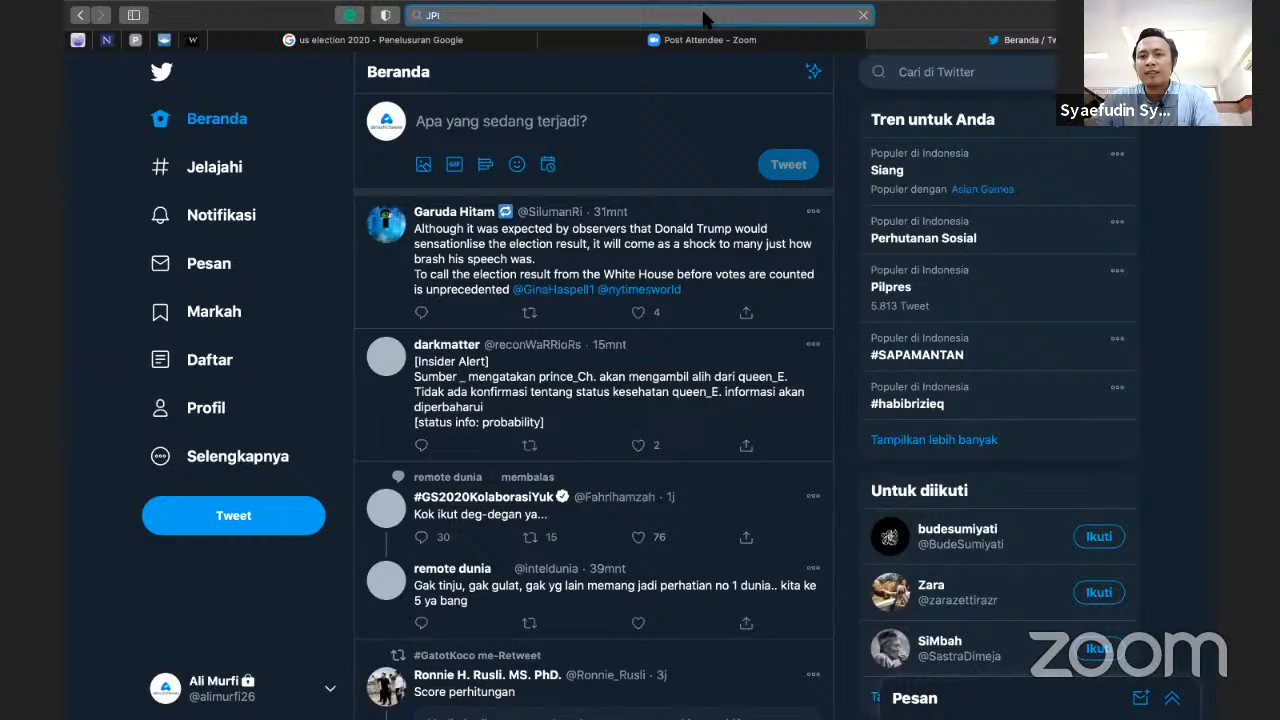 JPI
us election 2020 - Penelusuran Google
Post Attendee - Zoom
Beranda / Tw
Syaefudin Sy...
Beranda
Cari di Twitter
Beranda
Jelajahi
Notifikasi
Pesan
Markah
Daftar
Profil
Selengkapnya
Tweet
Ali Murfi
@alimurfi26
Apa yang sedang terjadi?
GIF
Tweet
Garuda Hitam @SilumanRi · 31mnt
Although it was expected by observers that Donald Trump would
sensationlise the election result, it will come as a shock to many just how
brash his speech was.
To call the election result from the White House before votes are counted
is unprecedented @GinaHaspell1 @nytimesworld
4
darkmatter @reconWaRRioRs · 15mnt
[Insider Alert]
Sumber _ mengatakan prince_Ch. akan mengambil alih dari queen_E.
Tidak ada konfirmasi tentang status kesehatan queen_E. informasi akan
diperbaharui
[status info: probability]
2
remote dunia membalas
#GS2020KolaborasiYuk @Fahrihamzah · 1j
Kok ikut deg-degan ya...
30 15 76
remote dunia @inteldunia · 39mnt
Gak tinju, gak gulat, gak yg lain memang jadi perhatian no 1 dunia.. kita ke
5 ya bang
#GatotKoco me-Retweet
Ronnie H. Rusli. MS. PhD. @Ronnie_Rusli · 3j
Score perhitungan
Tren untuk Anda
Populer di Indonesia
Siang
Populer dengan Asian Games
Populer di Indonesia
Perhutanan Sosial
Populer di Indonesia
Pilpres
5.813 Tweet
Populer di Indonesia
#SAPAMANTAN
Populer di Indonesia
#habibrizieq
Tampilkan lebih banyak
Untuk diikuti
budesumiyati
@BudeSumiyati
Ikuti
Zara
@zarazettirazr
Ikuti
SiMbah
@SastraDimeja
Ikuti
Pesan
zoom